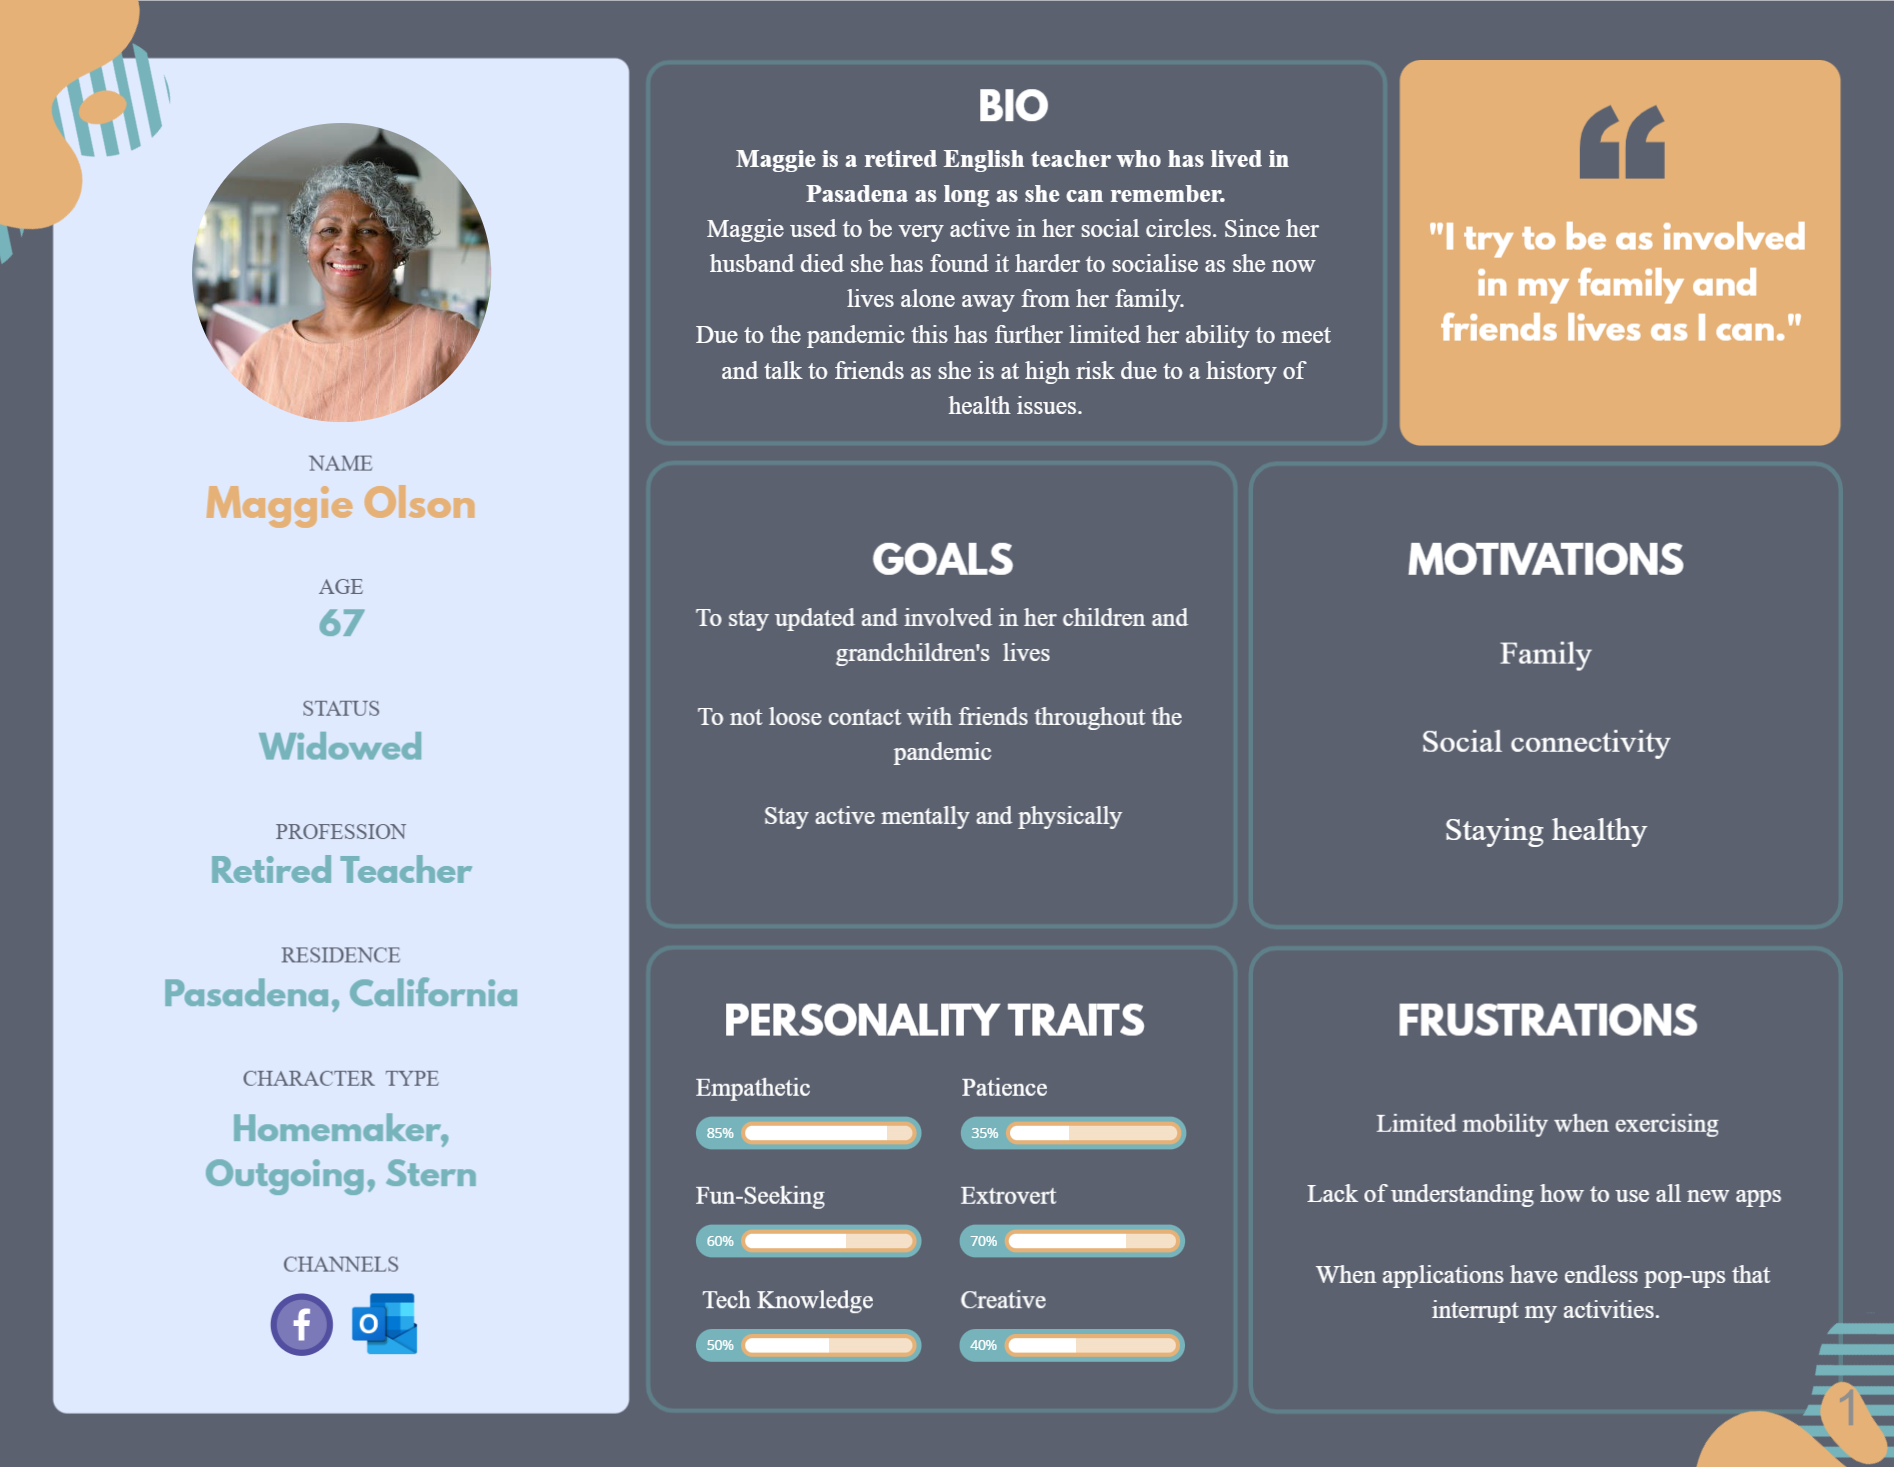 NAME
Maggie Olson
AGE
67
STATUS
Widowed
PROFESSION
Retired Teacher
RESIDENCE
Pasadena, California
CHARACTER TYPE
Homemaker,
Outgoing, Stern
CHANNELS
f
O
BIO
Maggie is a retired English teacher who has lived in
Pasadena as long as she can remember.
Maggie used to be very active in her social circles. Since her
husband died she has found it harder to socialise as she now
lives alone away from her family.
Due to the pandemic this has further limited her ability to meet
and talk to friends as she is at high risk due to a history of
health issues.
"I try to be as involved
in my family and
friends lives as I can."
GOALS
To stay updated and involved in her children and
grandchildren's lives
To not loose contact with friends throughout the
pandemic
Stay active mentally and physically
MOTIVATIONS
Family
Social connectivity
Staying healthy
PERSONALITY TRAITS
Empathetic
85%
Patience
35%
Fun-Seeking
60%
Extrovert
70%
Tech Knowledge
50%
Creative
40%
FRUSTRATIONS
Limited mobility when exercising
Lack of understanding how to use all new apps
When applications have endless pop-ups that
interrupt my activities.
1